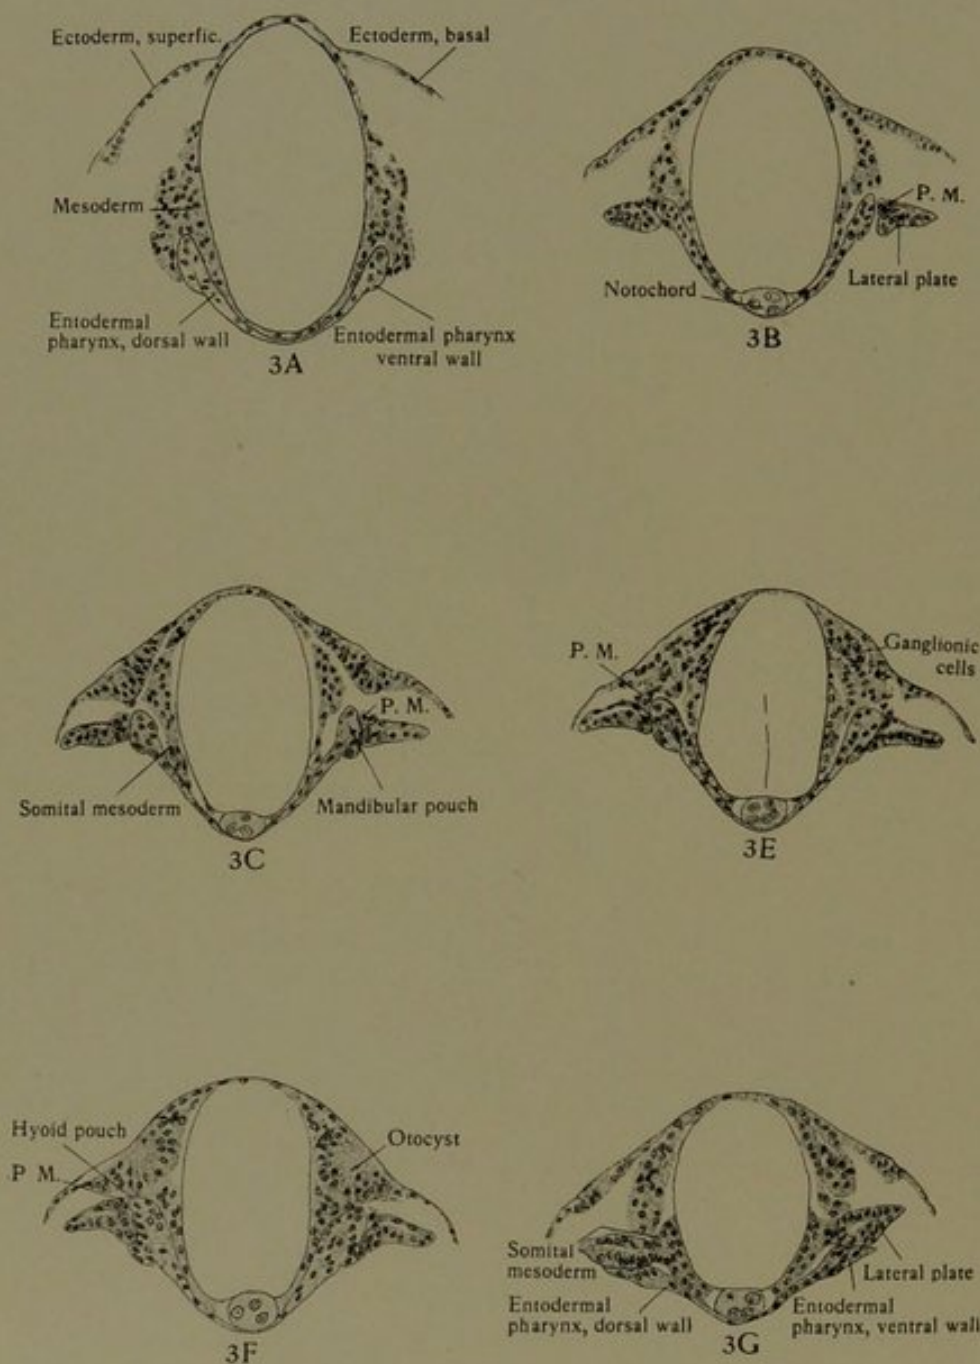 Ectoderm, superfic.
Ectoderm, basal
Mesoderm
Entodermal
pharynx, dorsal wall
Entodermal pharynx
ventral wall
3A
P. M.
Lateral plate
Notochord
3B
P. M.
Somital mesoderm
Mandibular pouch
3C
P. M.
Ganglionic
cells
3E
Hyoid pouch
P M.
Otocyst
3F
Somital
mesoderm
Entodermal
pharynx, dorsal wall
Lateral plate
Entodermal
pharynx, ventral wall
3G